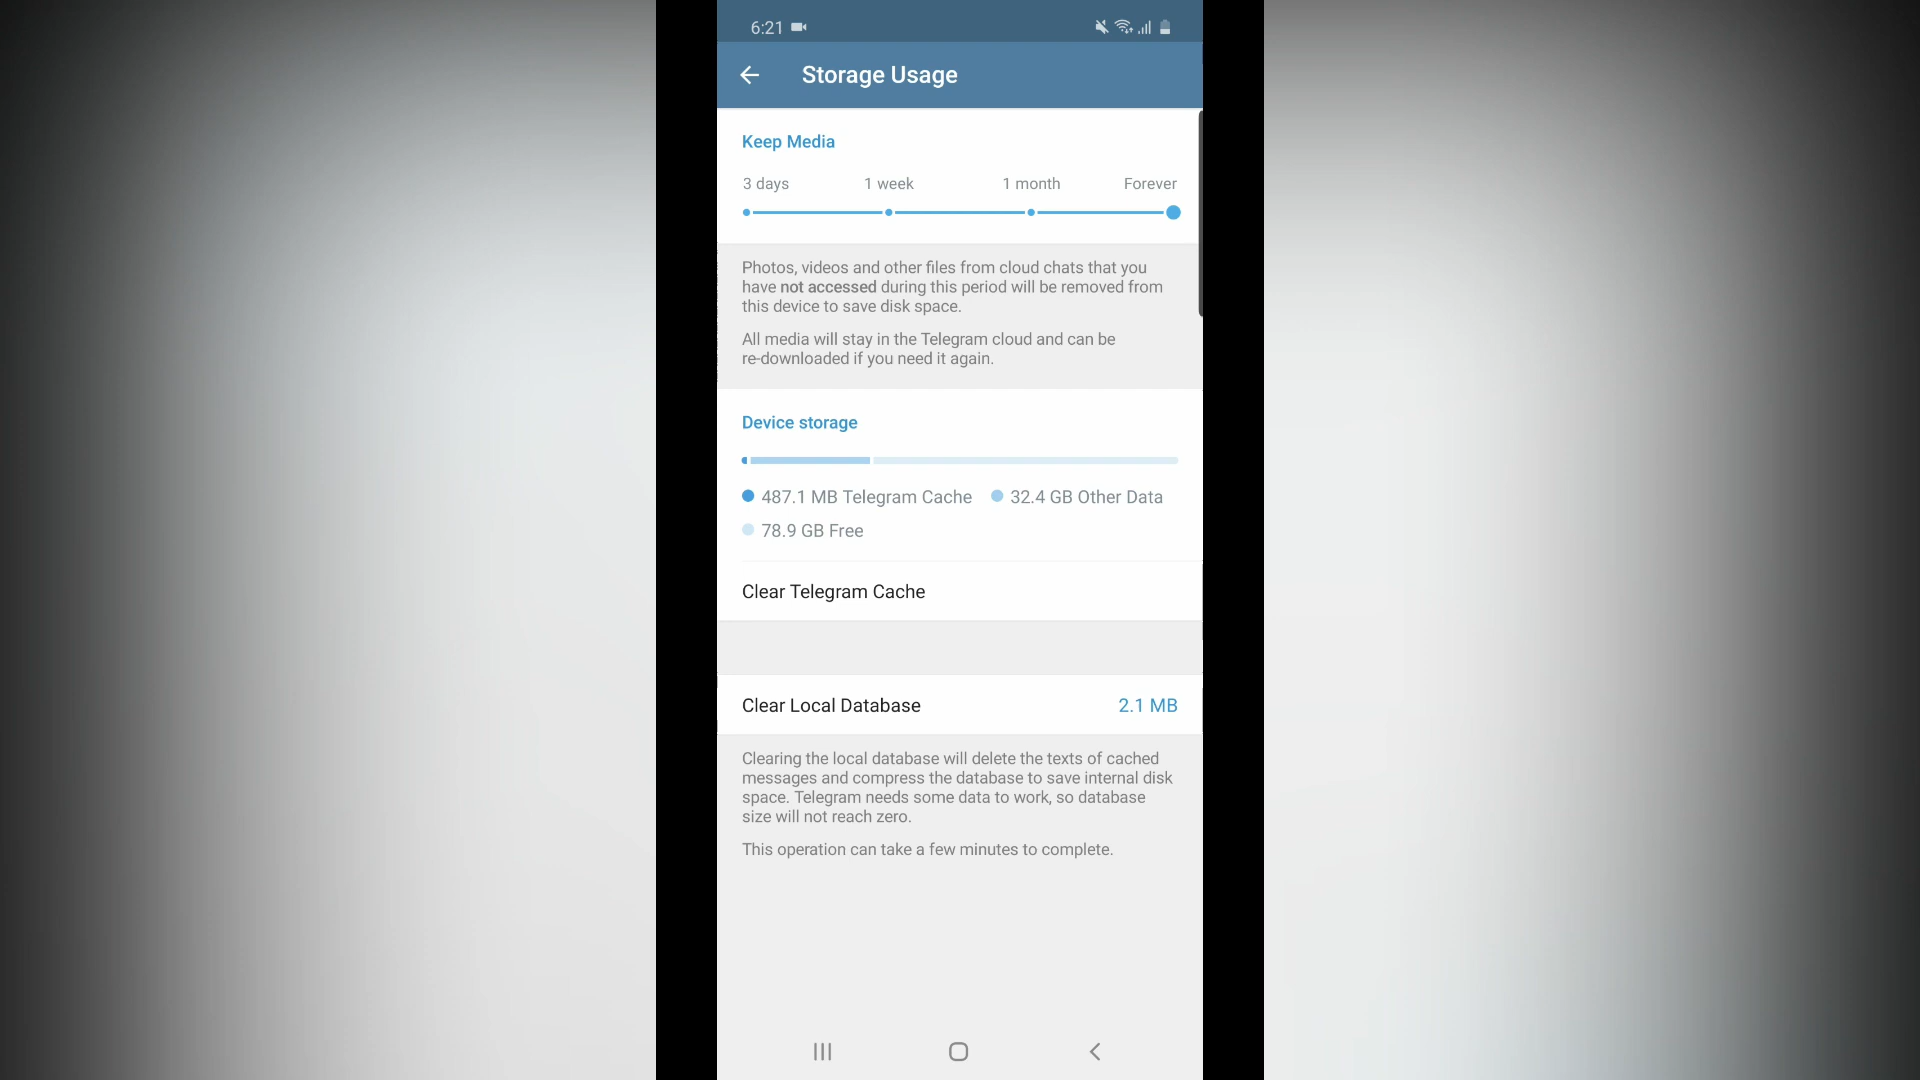 6:21
Storage Usage
Keep Media
3 days 1 week 1 month Forever
Photos, videos and other files from cloud chats that you
have not accessed during this period will be removed from
this device to save disk space.
All media will stay in the Telegram cloud and can be
re-downloaded if you need it again.
Device storage
487.1 MB Telegram Cache 32.4 GB Other Data
78.9 GB Free
Clear Telegram Cache
Clear Local Database 2.1 MB
Clearing the local database will delete the texts of cached
messages and compress the database to save internal disk
space. Telegram needs some data to work, so database
size will not reach zero.
This operation can take a few minutes to complete.